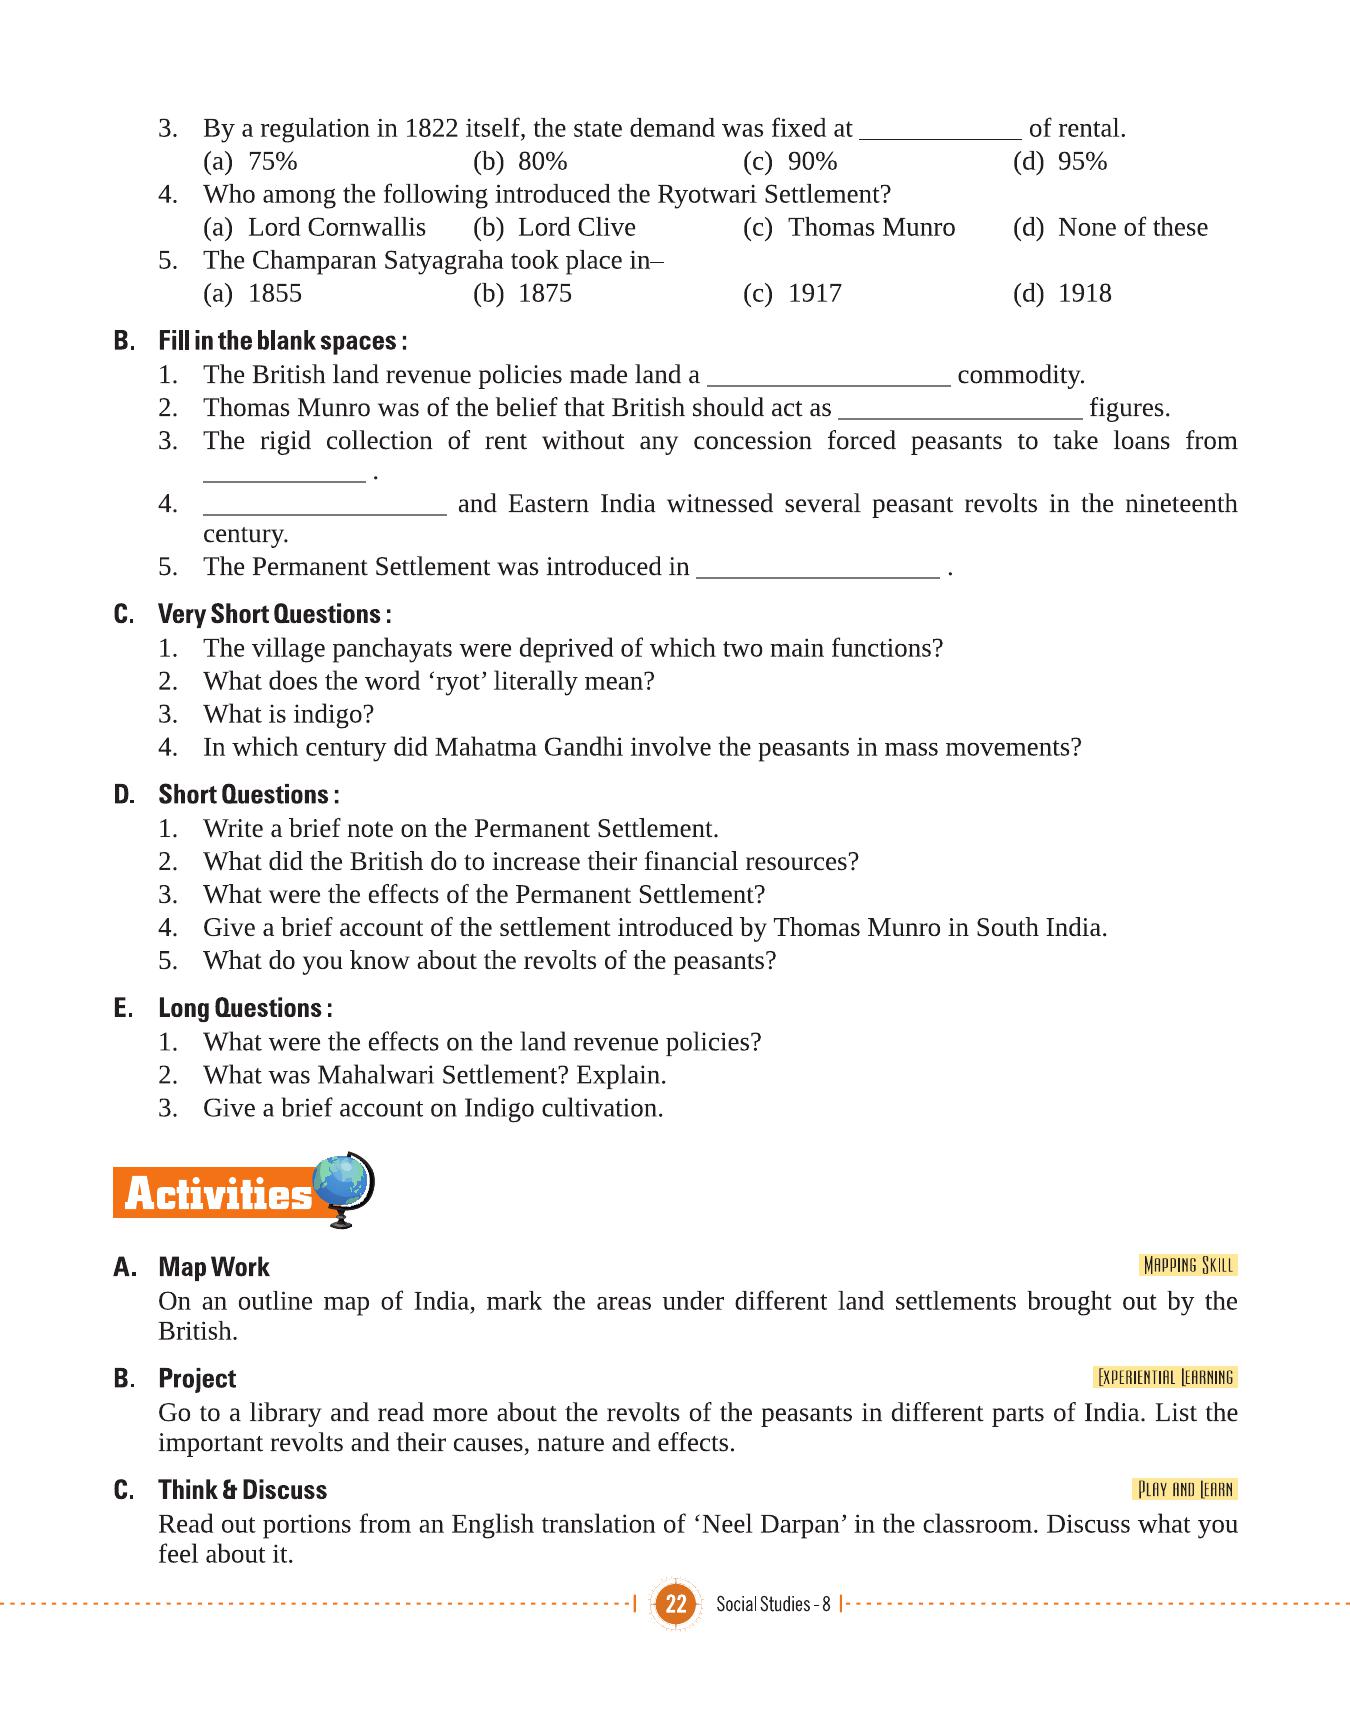 3. By a regulation in 1822 itself, the state demand was fixed at ____________ of rental.
(a) 75% (b) 80% (c) 90% (d) 95%
4. Who among the following introduced the Ryotwari Settlement?
(a) Lord Cornwallis (b) Lord Clive (c) Thomas Munro (d) None of these
5. The Champaran Satyagraha took place in–
(a) 1855 (b) 1875 (c) 1917 (d) 1918
B. Fill in the blank spaces :
1. The British land revenue policies made land a __________________ commodity.
2. Thomas Munro was of the belief that British should act as __________________ figures.
3. The rigid collection of rent without any concession forced peasants to take loans from
____________ .
4. __________________ and Eastern India witnessed several peasant revolts in the nineteenth
century.
5. The Permanent Settlement was introduced in __________________ .
C. Very Short Questions :
1. The village panchayats were deprived of which two main functions?
2. What does the word ‘ryot’ literally mean?
3. What is indigo?
4. In which century did Mahatma Gandhi involve the peasants in mass movements?
D. Short Questions :
1. Write a brief note on the Permanent Settlement.
2. What did the British do to increase their financial resources?
3. What were the effects of the Permanent Settlement?
4. Give a brief account of the settlement introduced by Thomas Munro in South India.
5. What do you know about the revolts of the peasants?
E. Long Questions :
1. What were the effects on the land revenue policies?
2. What was Mahalwari Settlement? Explain.
3. Give a brief account on Indigo cultivation.
Activities
A. Map Work Mapping Skill
On an outline map of India, mark the areas under different land settlements brought out by the
British.
B. Project Experiential Learning
Go to a library and read more about the revolts of the peasants in different parts of India. List the
important revolts and their causes, nature and effects.
C. Think & Discuss Play and Learn
Read out portions from an English translation of ‘Neel Darpan’ in the classroom. Discuss what you
feel about it.
22 Social Studies - 8